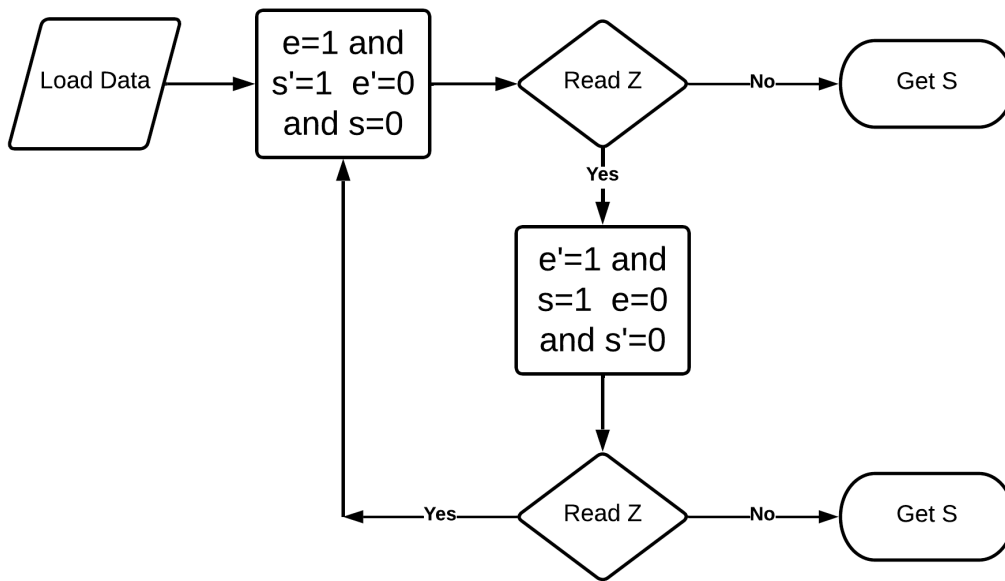 Load Data
e=1 and
s'=1  e'=0
and s=0
Read Z
No
Get S
Yes
e'=1 and
s=1  e=0
and s'=0
Yes
Read Z
No
Get S